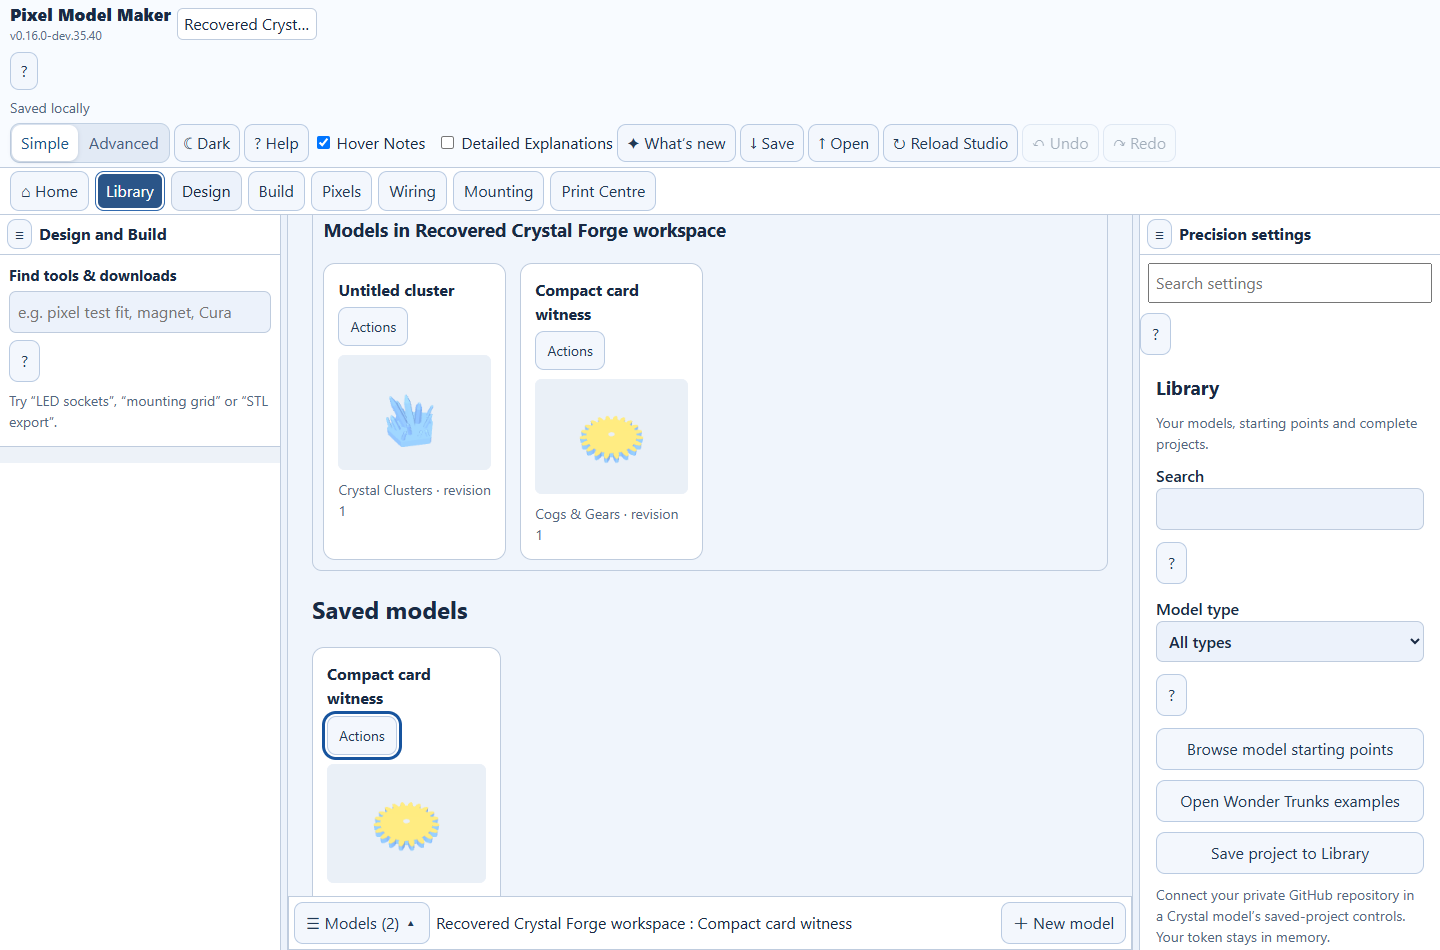 Pixel Model Maker
v0.16.0-dev.35.40
Recovered Cryst...
?
Saved locally
Simple
Advanced
☾ Dark
? Help
Hover Notes
Detailed Explanations
✦ What's new
↓ Save
↑ Open
↻ Reload Studio
↶ Undo
↷ Redo
⌂ Home
Library
Design
Build
Pixels
Wiring
Mounting
Print Centre
☰ Design and Build
Find tools & downloads
e.g. pixel test fit, magnet, Cura
?
Try “LED sockets”, “mounting grid” or “STL
export”.
Models in Recovered Crystal Forge workspace
Untitled cluster
Actions
Crystal Clusters · revision
1
Compact card
witness
Actions
Cogs & Gears · revision
1
Saved models
Compact card
witness
Actions
☰ Models (2) ▲
Recovered Crystal Forge workspace : Compact card witness
+ New model
☰ Precision settings
Search settings
?
Library
Your models, starting points and complete
projects.
Search
?
Model type
All types
?
Browse model starting points
Open Wonder Trunks examples
Save project to Library
Connect your private GitHub repository in
a Crystal model’s saved-project controls.
Your token stays in memory.